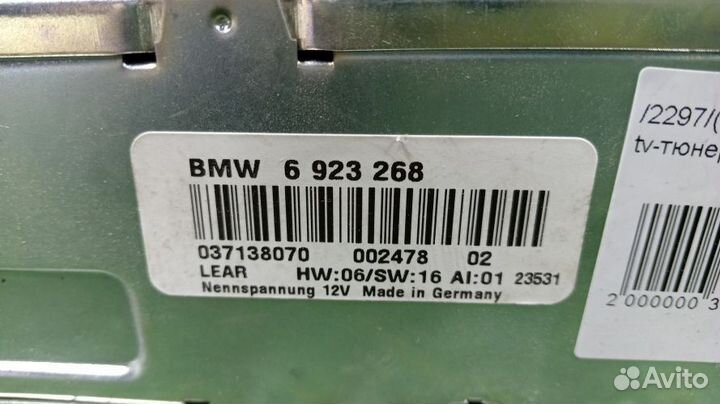 BMW 6 923 268
037138070 002478 02
LEAR HW:06/SW:16 AI:01 23531
Nennspannung 12V Made in Germany
/2297/(
tv-тюнер
2 000000 3
Avito